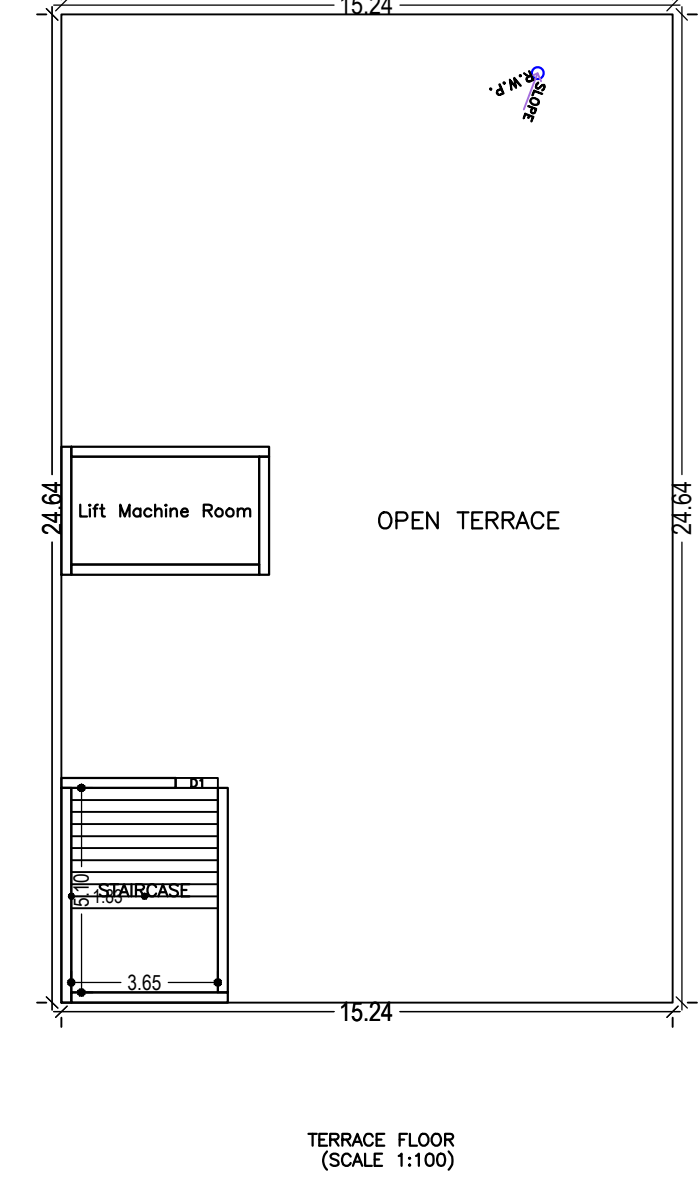 15.24
R.W.P.
SLOPE
24.64
Lift Machine Room
OPEN TERRACE
24.64
D1
5.10
STAIRCASE
1.83
3.65
15.24
TERRACE FLOOR
(SCALE 1:100)